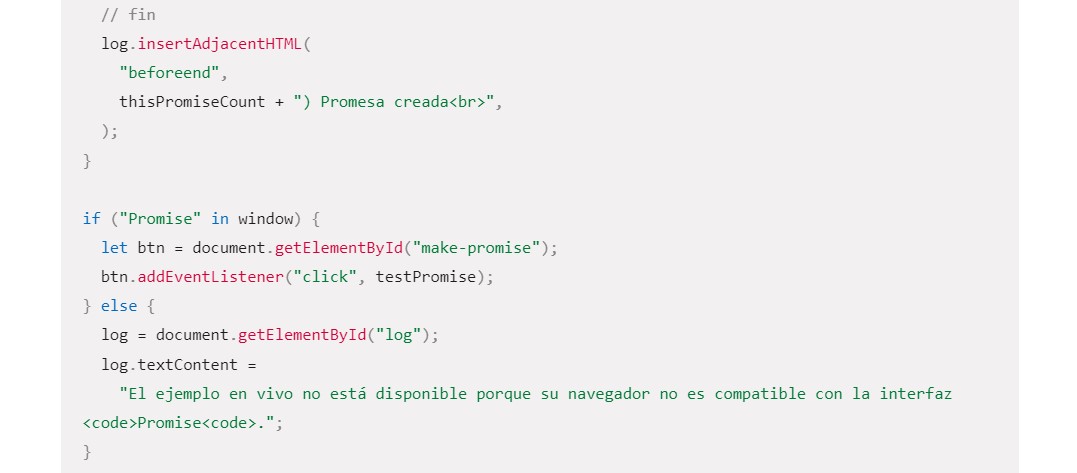 // fin
log.insertAdjacentHTML(
"beforeend",
thisPromiseCount + ") Promesa creada<br>",
);
}
if ("Promise" in window) {
let btn = document.getElementById("make-promise");
btn.addEventListener("click", testPromise);
} else {
log = document.getElementById("log");
log.textContent =
"El ejemplo en vivo no está disponible porque su navegador no es compatible con la interfaz
<code>Promise<code>.";
}